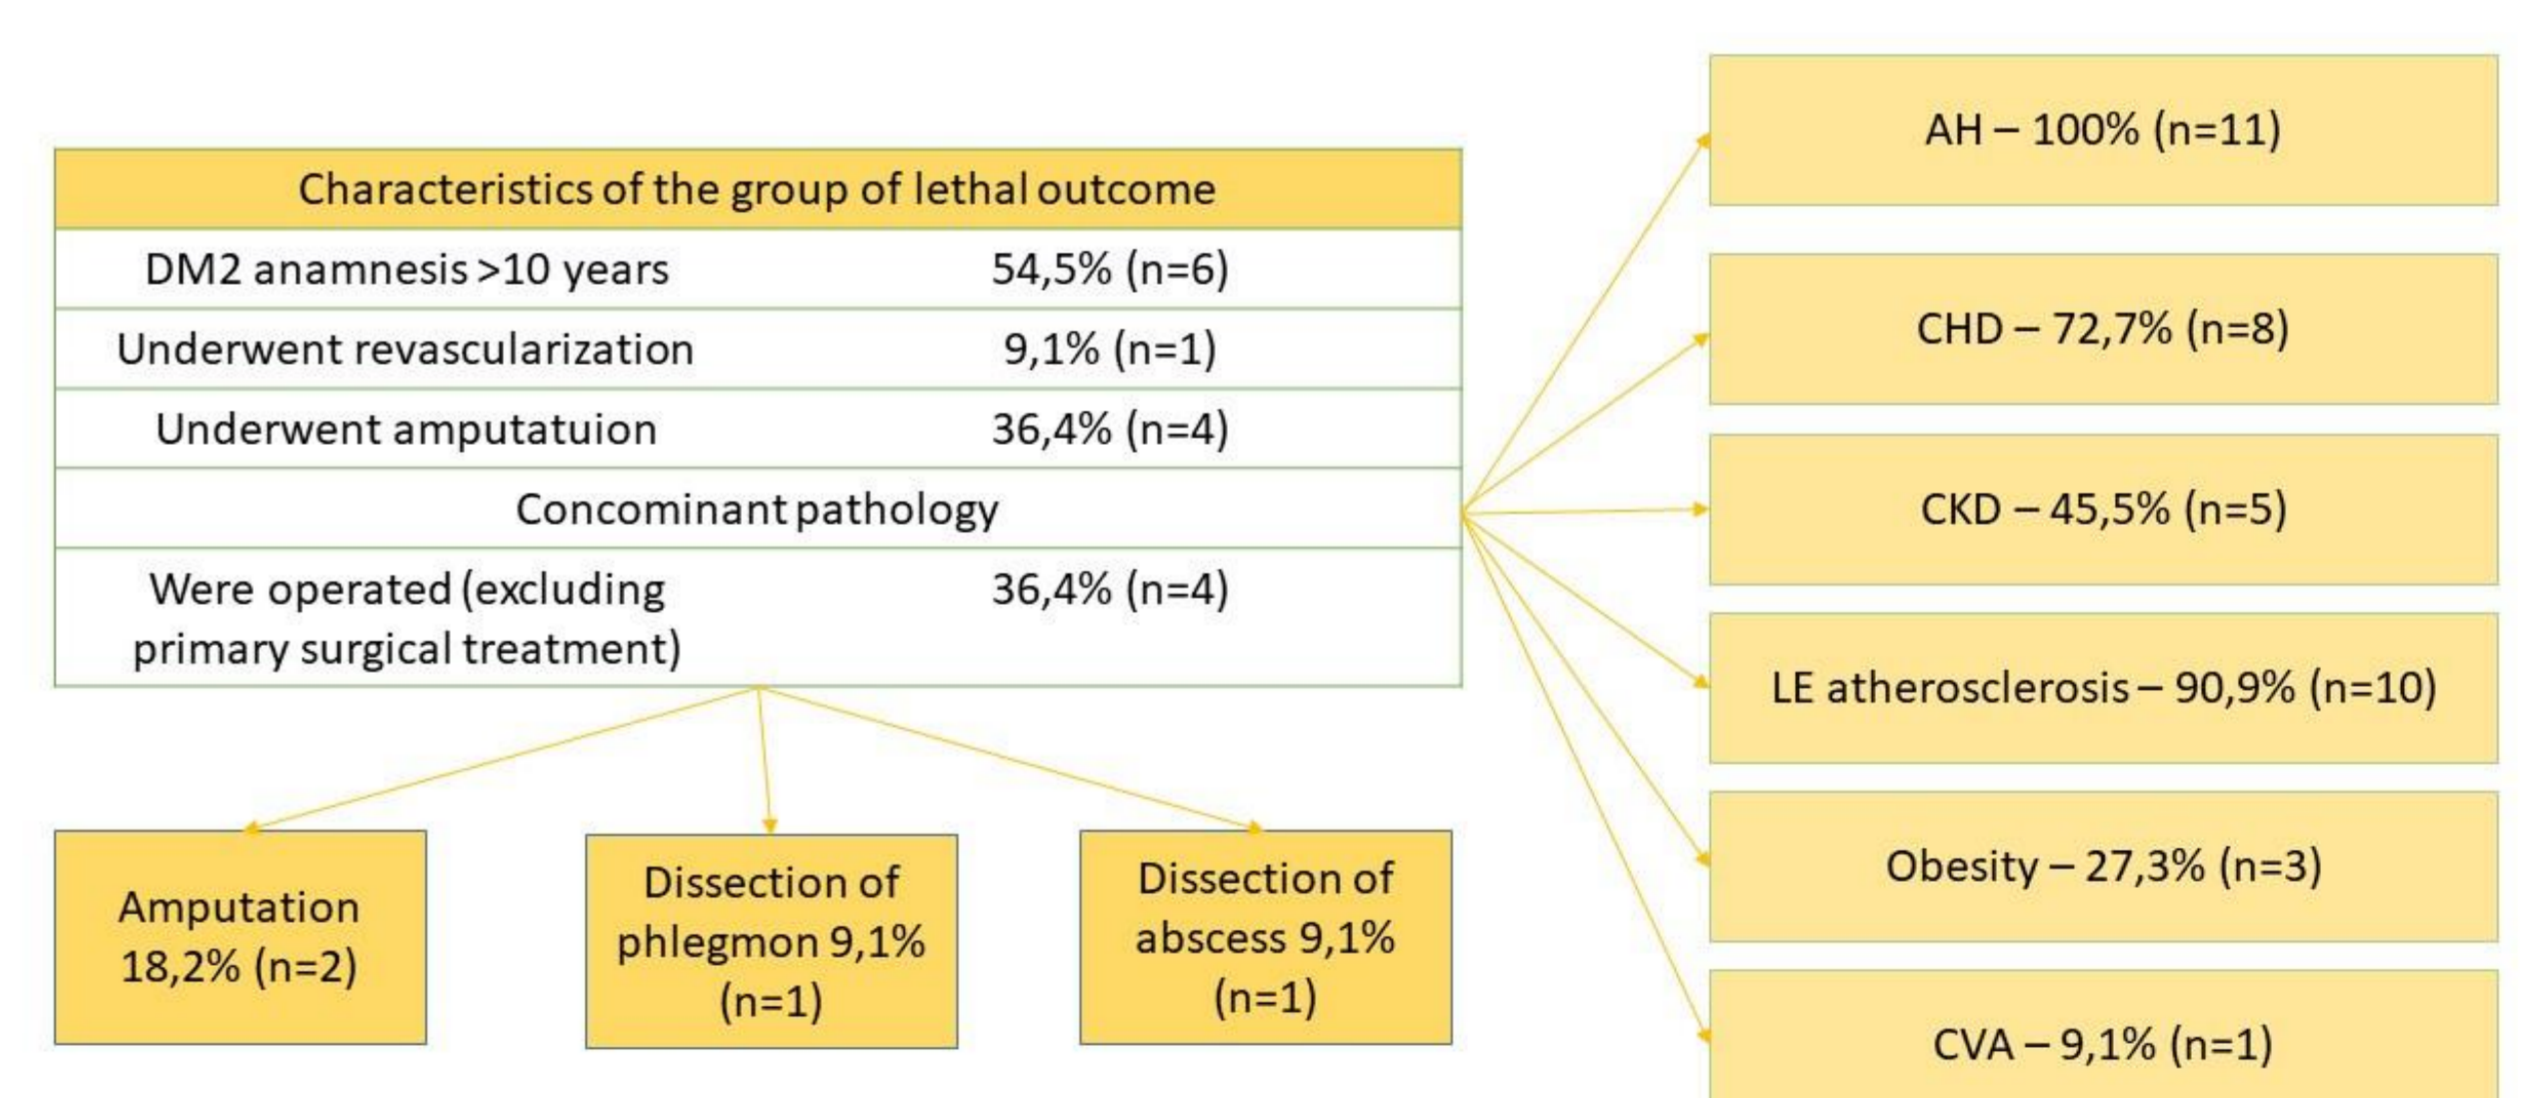 Characteristics of the group of lethal outcome
DM2 anamnesis >10 years 54,5% (n=6)
Underwent revascularization 9,1% (n=1)
Underwent amputatuion 36,4% (n=4)
Concominant pathology
Were operated (excluding 36,4% (n=4)
primary surgical treatment)
Amputation
18,2% (n=2)
Dissection of
phlegmon 9,1%
(n=1)
Dissection of
abscess 9,1%
(n=1)
AH – 100% (n=11)
CHD – 72,7% (n=8)
CKD – 45,5% (n=5)
LE atherosclerosis – 90,9% (n=10)
Obesity – 27,3% (n=3)
CVA – 9,1% (n=1)